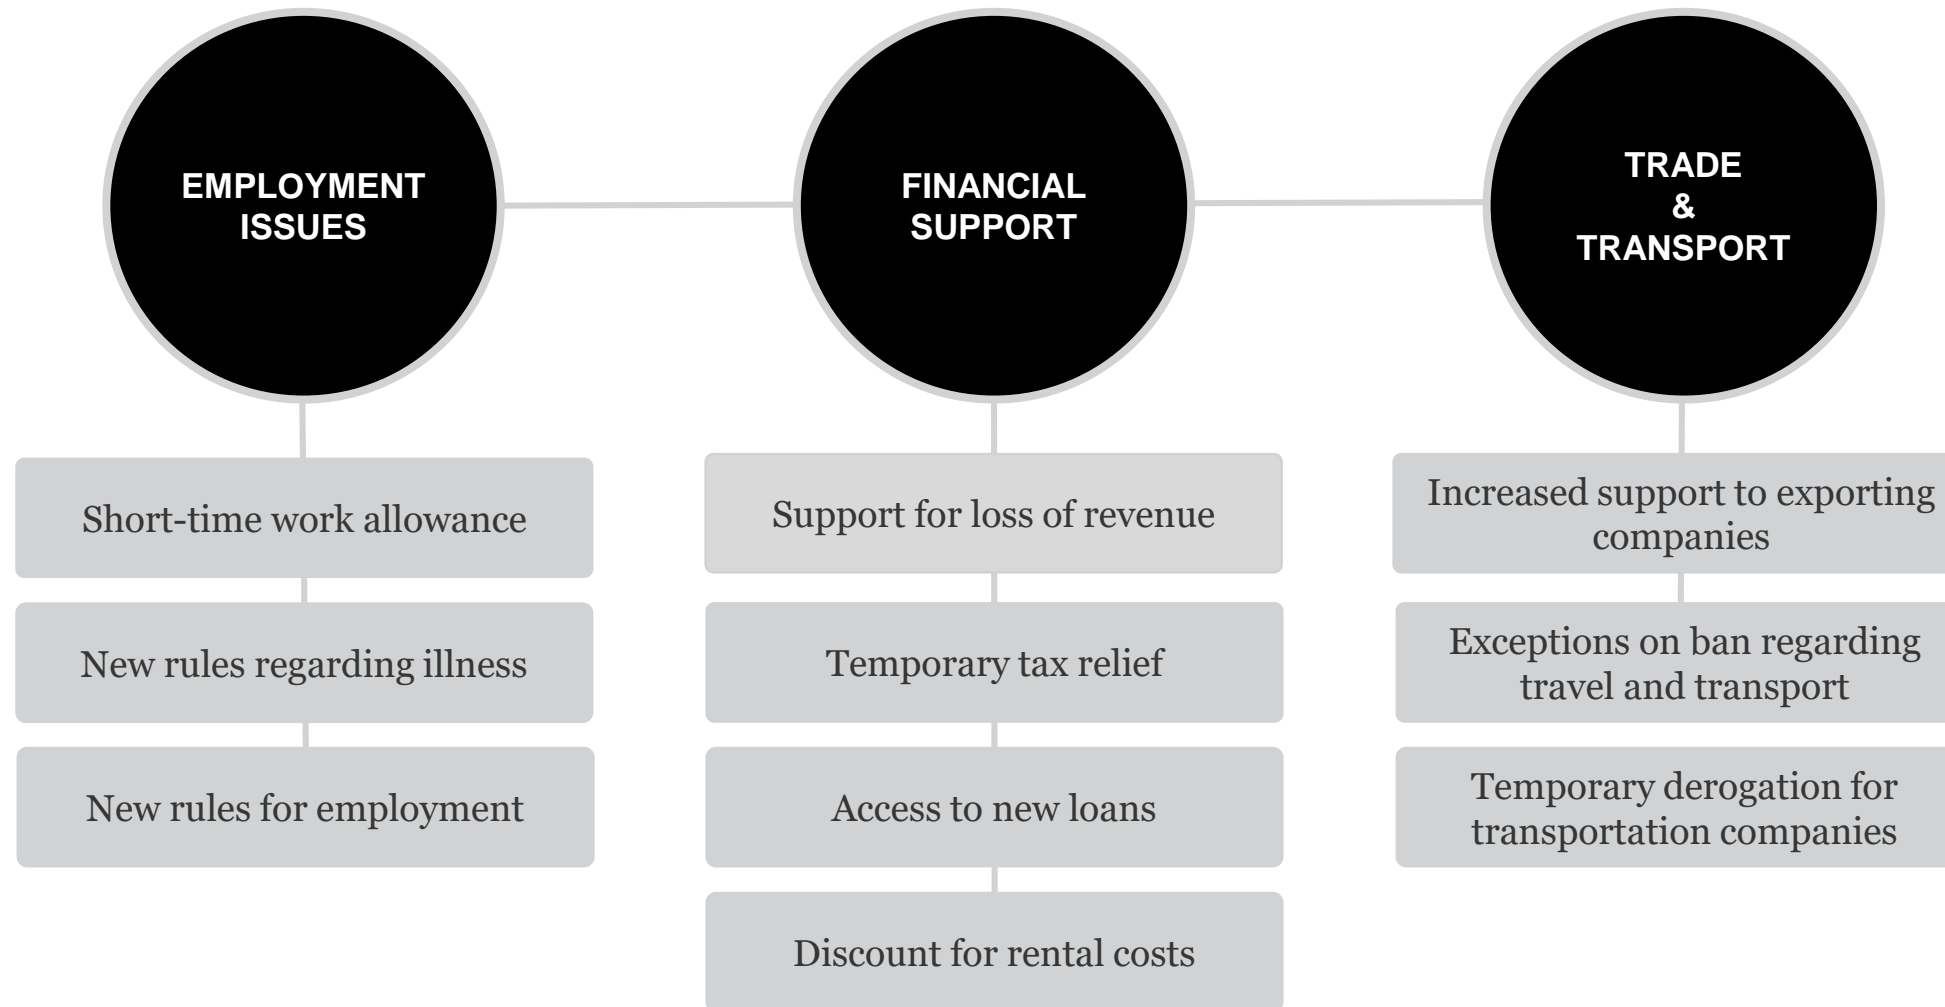 EMPLOYMENT
ISSUES
FINANCIAL
SUPPORT
TRADE
&
TRANSPORT
Short-time work allowance
New rules regarding illness
New rules for employment
Support for loss of revenue
Temporary tax relief
Access to new loans
Discount for rental costs
Increased support to exporting
companies
Exceptions on ban regarding
travel and transport
Temporary derogation for
transportation companies